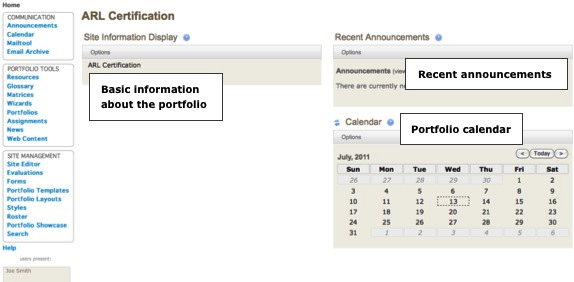 Home
COMMUNICATION
Announcements
Calendar
Mailtool
Email Archive
PORTFOLIO TOOLS
Resources
Glossary
Matrices
Wizards
Portfolios
Assignments
News
Web Content
SITE MANAGEMENT
Site Editor
Evaluations
Forms
Portfolio Templates
Portfolio Layouts
Styles
Roster
Portfolio Showcase
Search
Help
users present:
Joe Smith
ARL Certification
Site Information Display
Options
ARL Certification
Basic information
about the portfolio
Recent Announcements
Options
Announcements (view
There are currently
Recent announcements
Calendar
Portfolio calendar
Options
July, 2011
< Today >
Sun Mon Tue Wed Thu Fri Sat
26 27 28 29 30 1 2
3 4 5 6 7 8 9
10 11 12 13 14 15 16
17 18 19 20 21 22 23
24 25 26 27 28 29 30
31 1 2 3 4 5 6